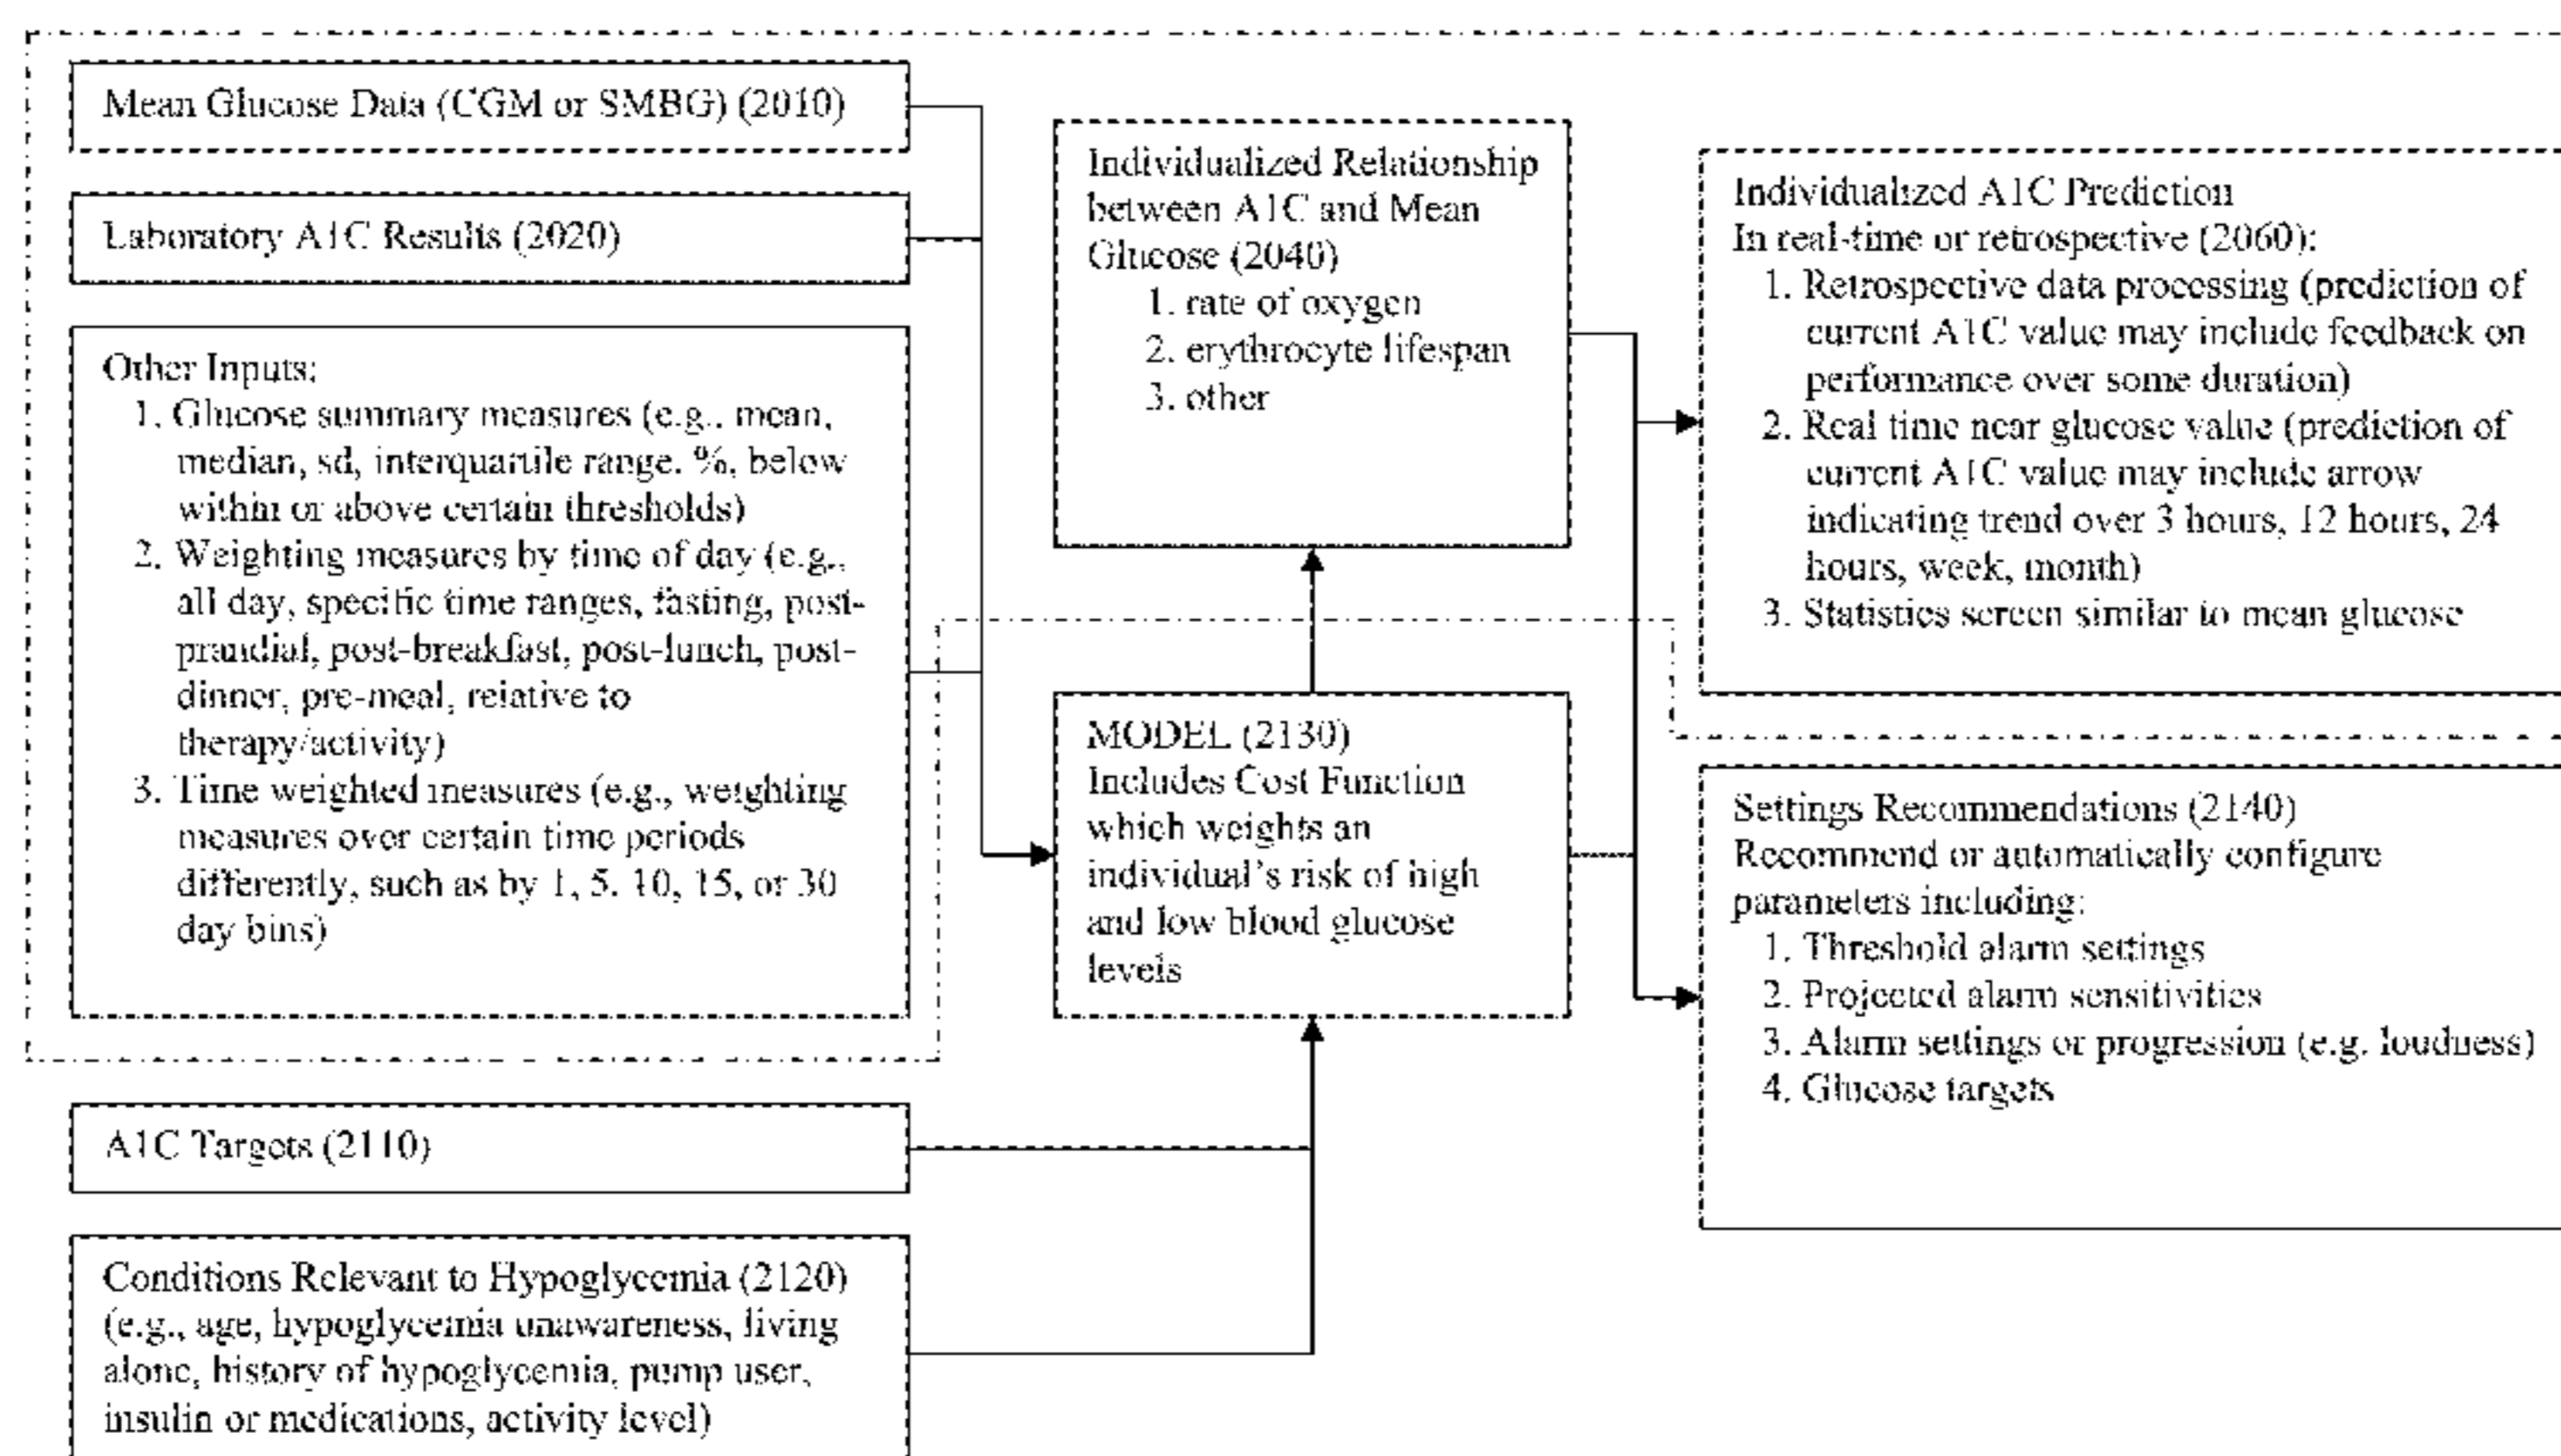 Mean Glucose Data (CGM or SMBG) (2010)
Laboratory A1C Results (2020)
Other Inputs:
1. Glucose summary measures (e.g., mean,
median, sd, interquartile range. %, below
within or above certain thresholds)
2. Weighting measures by time of day (e.g.,
all day, specific time ranges, fasting, post-
prandial, post-breakfast, post-lunch, post-
dinner, pre-meal, relative to
therapy/activity)
3. Time weighted measures (e.g., weighting
measures over certain time periods
differently, such as by 1, 5. 10, 15, or 30
day bins)
A1C Targets (2110)
Conditions Relevant to Hypoglycemia (2120)
(e.g., age, hypoglycemia unawareness, living
alone, history of hypoglycemia, pump user,
insulin or medications, activity level)
Individualized Relationship
between A1C and Mean
Glucose (2040)
1. rate of oxygen
2. erythrocyte lifespan
3. other
MODEL (2130)
Includes Cost Function
which weights an
individual's risk of high
and low blood glucose
levels
Individualized A1C Prediction
In real-time or retrospective (2060):
1. Retrospective data processing (prediction of
current A1C value may include feedback on
performance over some duration)
2. Real time near glucose value (prediction of
current A1C value may include arrow
indicating trend over 3 hours, 12 hours, 24
hours, week, month)
3. Statistics screen similar to mean glucose
Settings Recommendations (2140)
Recommend or automatically configure
parameters including:
1. Threshold alarm settings
2. Projected alarm sensitivities
3. Alarm settings or progression (e.g. loudness)
4. Glucose targets